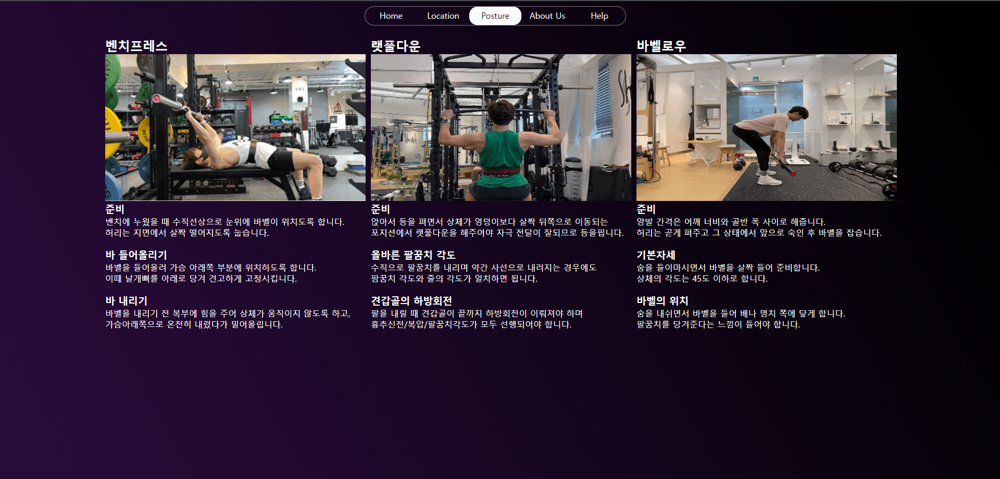 Home
Location
Posture
About Us
Help
벤치프레스
준비
벤치에 누웠을 때 수직선상으로 눈위에 바벨이 위치도록 합니다.
허리는 지면에서 살짝 떨어지도록 눕습니다.
바 들어올리기
바벨을 들어올려 가슴 아래쪽 부분에 위치하도록 합니다.
이때 날개뼈를 아래로 당겨 견고하게 고정시킵니다.
바 내리기
바벨을 내리기 전 복부에 힘을 주어 상체가 움직이지 않도록 하고,
가슴아래쪽으로 온전히 내렸다가 밀어올립니다.
랫풀다운
준비
앉아서 등을 펴면서 상체가 엉덩이보다 살짝 뒤쪽으로 이동되는
포지션에서 랫풀다운을 해주어야 자극 전달이 잘되므로 등을핍니다.
올바른 팔꿈치 각도
수직으로 팔꿈치를 내리며 약간 사선으로 내려지는 경우에도
팜꿈치 각도와 줄의 각도가 일치하면 됩니다.
견갑골의 하방회전
팔을 내릴 때 견갑골이 끝까지 하방회전이 이뤄져야 하며
흉추신전/복압/팔꿈치각도가 모두 선행되어야 합니다.
바벨로우
준비
양발 간격은 어깨 너비와 골반 폭 사이로 해줍니다.
허리는 곧게 펴주고 그 상태에서 앞으로 숙인 후 바벨을 잡습니다.
기본자세
숨을 들이마시면서 바벨을 살짝 들어 준비합니다.
상체의 각도는 45도 이하로 합니다.
바벨의 위치
숨을 내쉬면서 바벨을 들어 배나 명치 쪽에 닿게 합니다.
팔꿈치를 당겨준다는 느낌이 들어야 합니다.